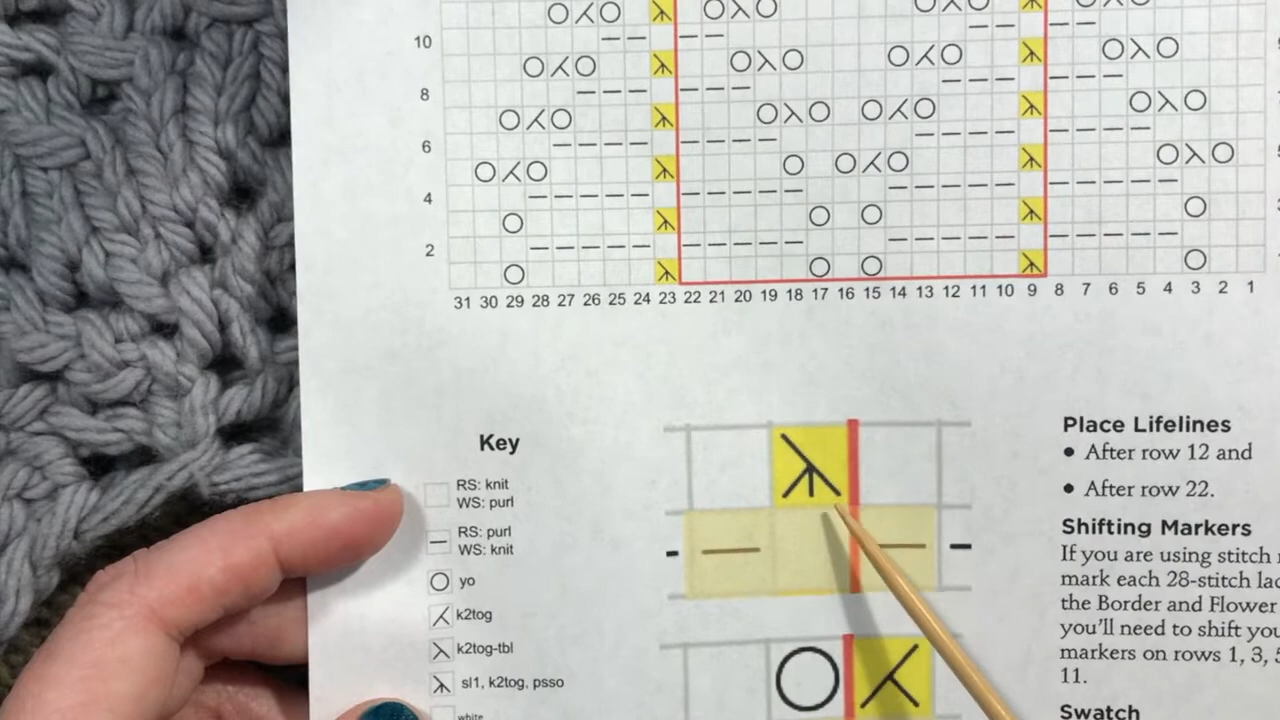 10
8
6
4
2
31 30 29 28 27 26 25 24 23 22 21 20 19 18 17 16 15 14 13 12 11 10 9 8 7 6 5 4 3 2 1
Key
RS: knit
WS: purl
RS: purl
WS: knit
yo
k2tog
k2tog-tbl
sl1, k2tog, psso
white
Place Lifelines
• After row 12 and
• After row 22.
Shifting Markers
If you are using stitch
mark each 28-stitch
the Border and Flower
you'll need to shift
markers on rows 1, 3,
11.
Swatch